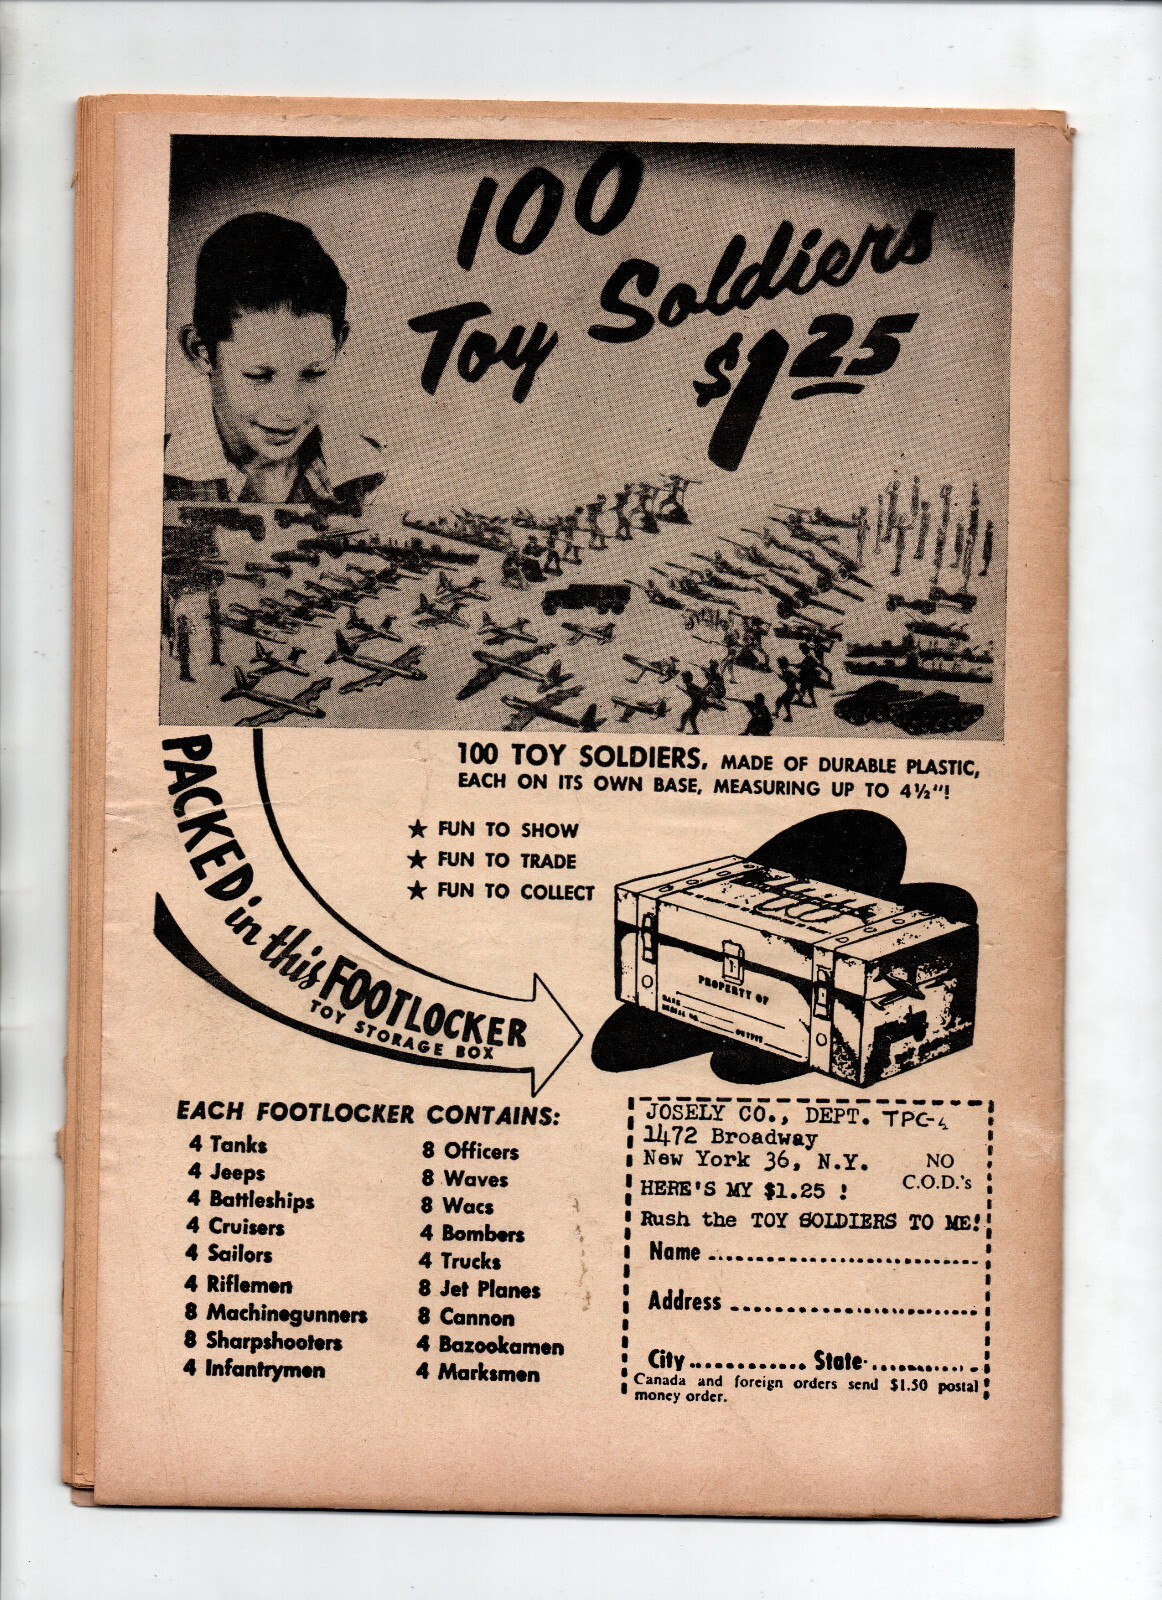 100
Toy Soldiers
$1.25
100 TOY SOLDIERS, MADE OF DURABLE PLASTIC,
EACH ON ITS OWN BASE, MEASURING UP TO 4½"!
★ FUN TO SHOW
★ FUN TO TRADE
★ FUN TO COLLECT
PACKED in this FOOTLOCKER
TOY STORAGE BOX
PROPERTY OF
EACH FOOTLOCKER CONTAINS:
4 Tanks
4 Jeeps
4 Battleships
4 Cruisers
4 Sailors
4 Riflemen
8 Machinegunners
8 Sharpshooters
4 Infantrymen
8 Officers
8 Waves
8 Wacs
4 Bombers
4 Trucks
8 Jet Planes
8 Cannon
4 Bazookamen
4 Marksmen
JOSELY CO., DEPT. TPC-4
1472 Broadway
New York 36, N.Y.
NO
C.O.D.'s
HERE'S MY $1.25 !
Rush the TOY SOLDIERS TO ME!
Name
Address
City State
Canada and foreign orders send $1.50 postal
money order.